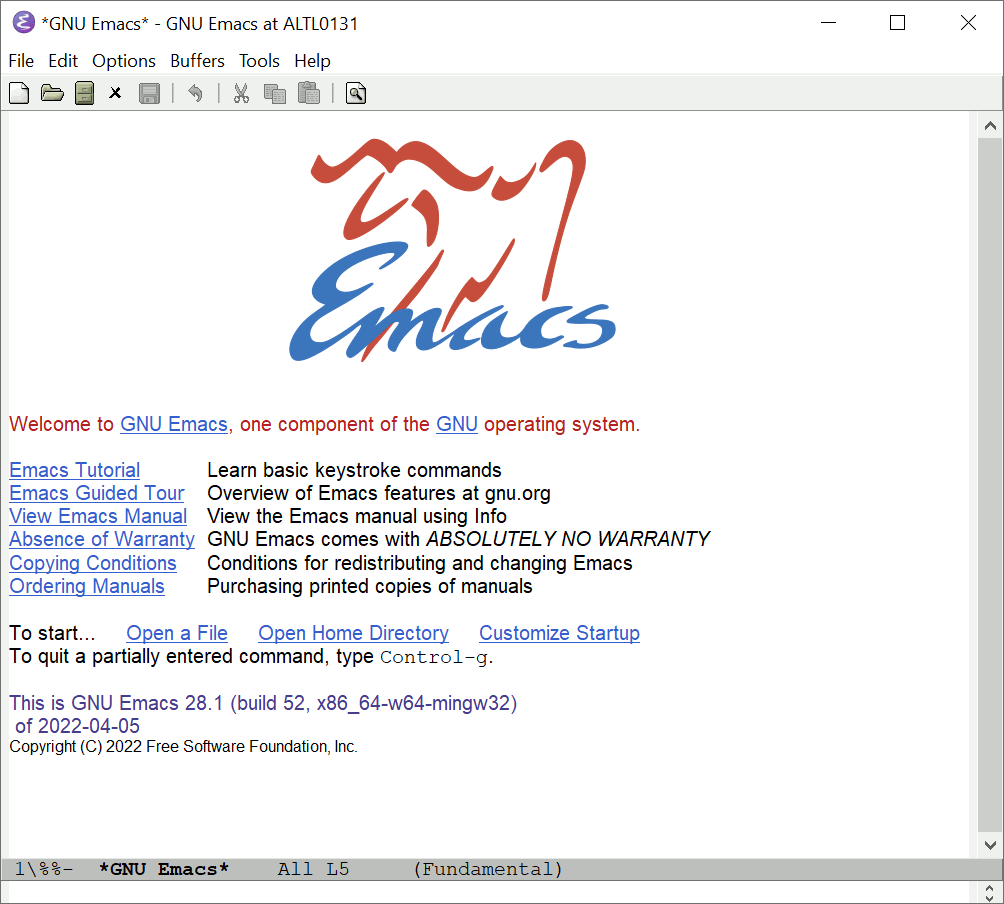 *GNU Emacs* - GNU Emacs at ALTL0131
File Edit Options Buffers Tools Help
Emacs
Welcome to GNU Emacs, one component of the GNU operating system.
Emacs Tutorial Learn basic keystroke commands
Emacs Guided Tour Overview of Emacs features at gnu.org
View Emacs Manual View the Emacs manual using Info
Absence of Warranty GNU Emacs comes with ABSOLUTELY NO WARRANTY
Copying Conditions Conditions for redistributing and changing Emacs
Ordering Manuals Purchasing printed copies of manuals
To start... Open a File Open Home Directory Customize Startup
To quit a partially entered command, type Control-g.
This is GNU Emacs 28.1 (build 52, x86_64-w64-mingw32)
of 2022-04-05
Copyright (C) 2022 Free Software Foundation, Inc.
1\%%- *GNU Emacs* All L5 (Fundamental)